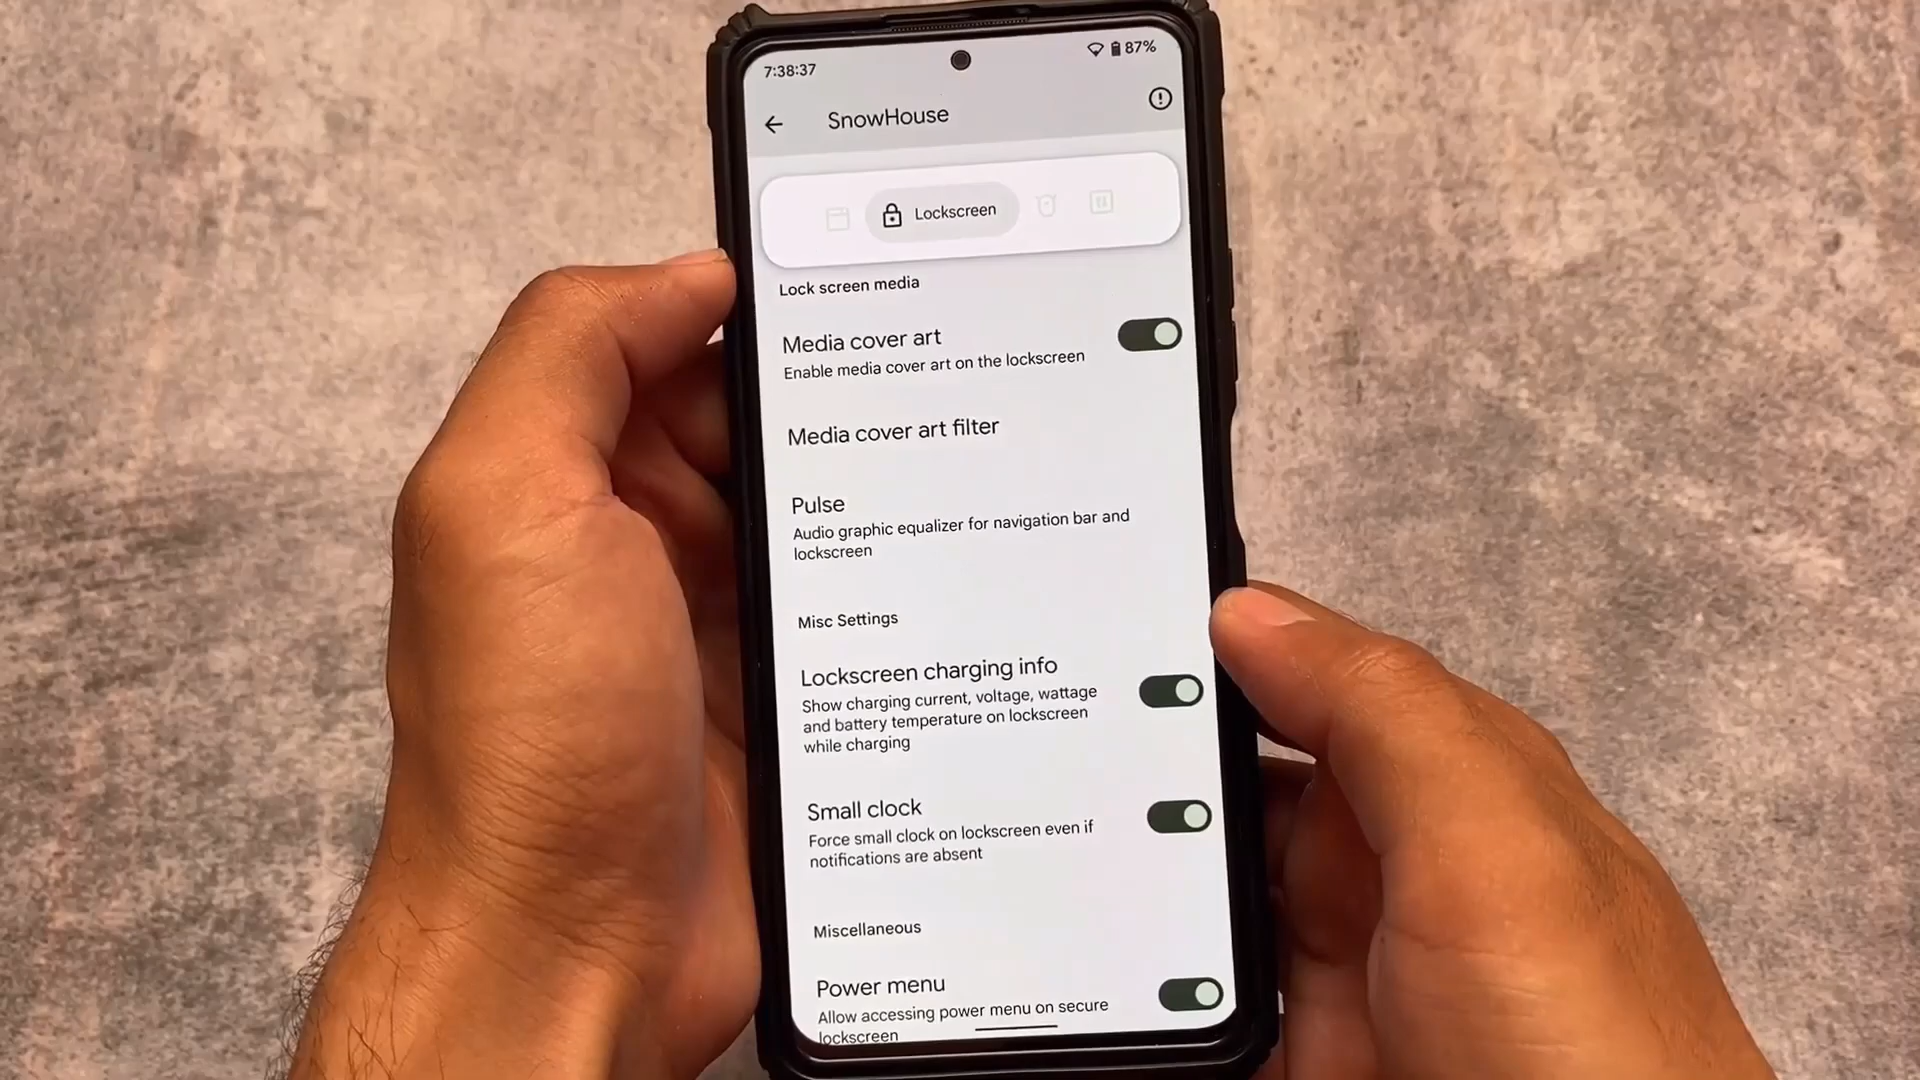 7:38:37
87%
SnowHouse
Lockscreen
Lock screen media
Media cover art
Enable media cover art on the lockscreen
Media cover art filter
Pulse
Audio graphic equalizer for navigation bar and
lockscreen
Misc Settings
Lockscreen charging info
Show charging current, voltage, wattage
and battery temperature on lockscreen
while charging
Small clock
Force small clock on lockscreen even if
notifications are absent
Miscellaneous
Power menu
Allow accessing power menu on secure
lockscreen